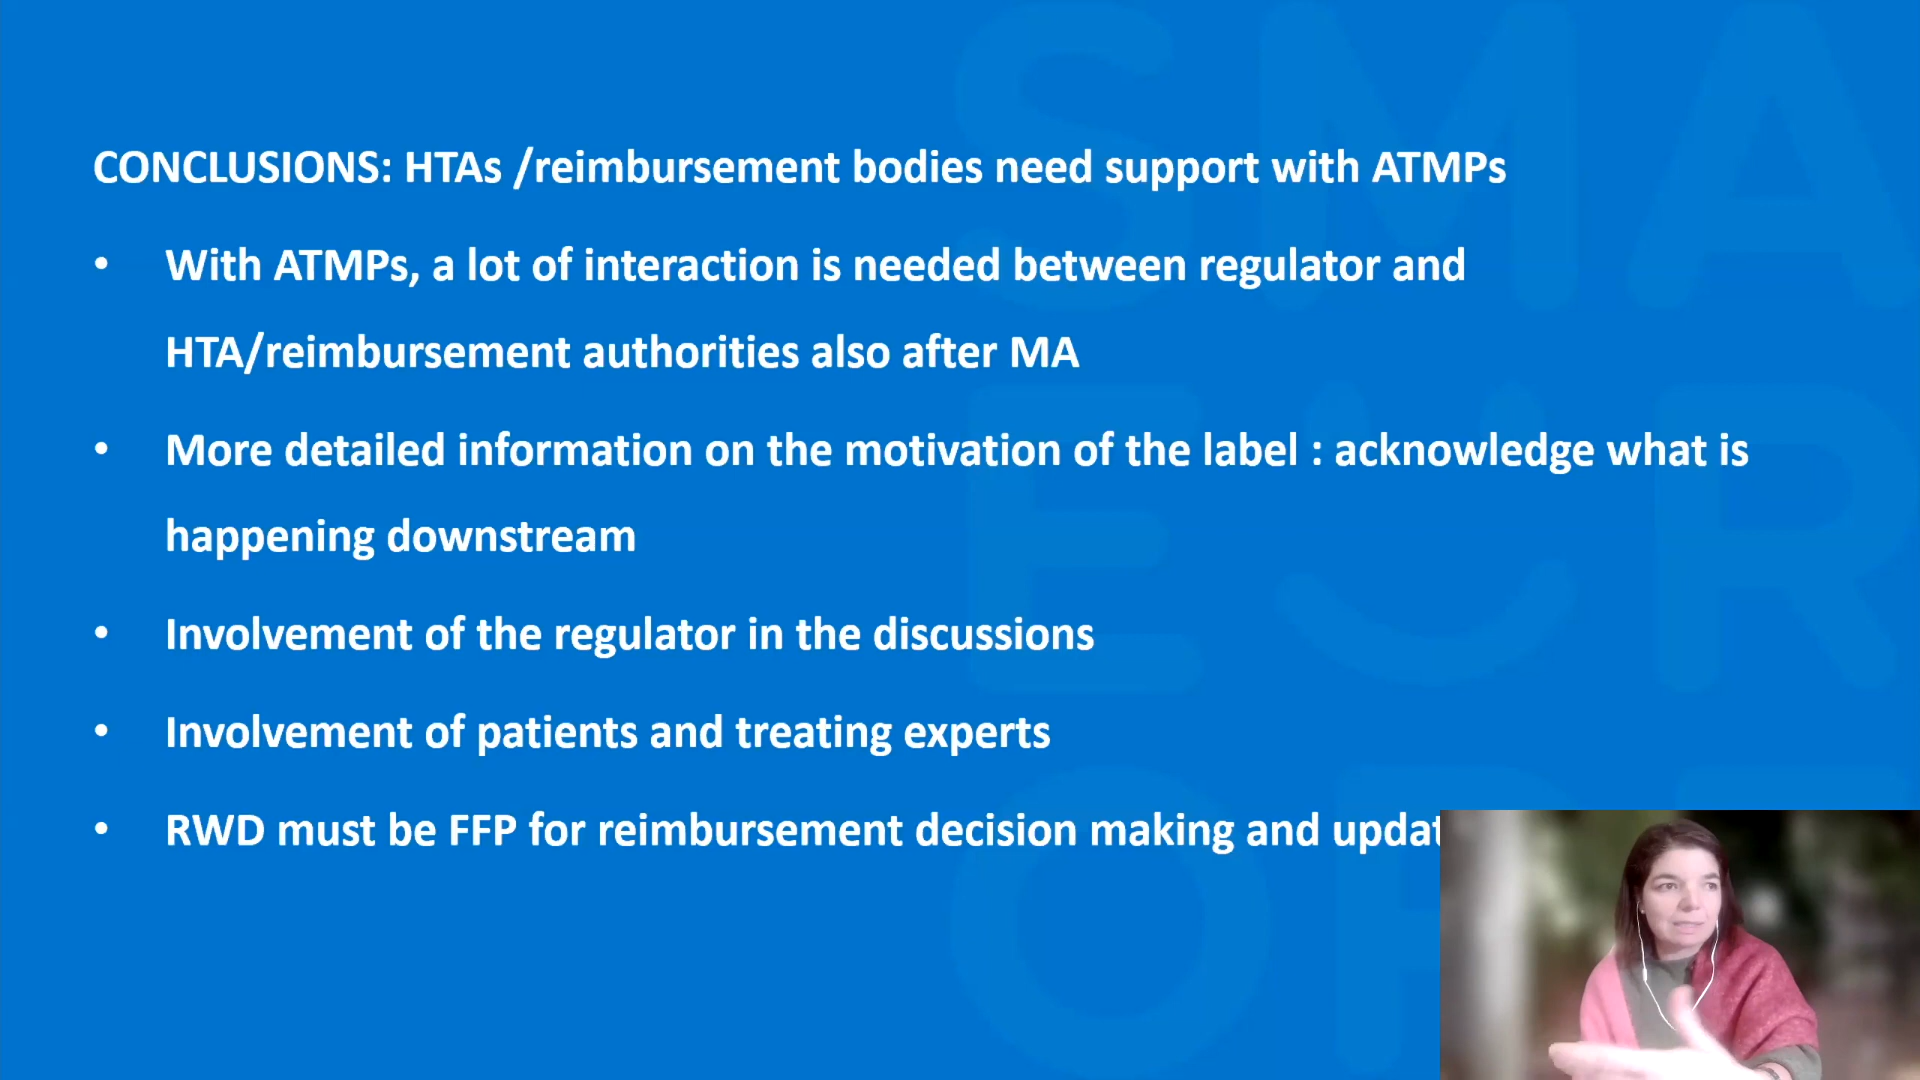 CONCLUSIONS: HTAs /reimbursement bodies need support with ATMPs
• With ATMPs, a lot of interaction is needed between regulator and
HTA/reimbursement authorities also after MA
• More detailed information on the motivation of the label : acknowledge what is
happening downstream
• Involvement of the regulator in the discussions
• Involvement of patients and treating experts
• RWD must be FFP for reimbursement decision making and
SMA
EUR